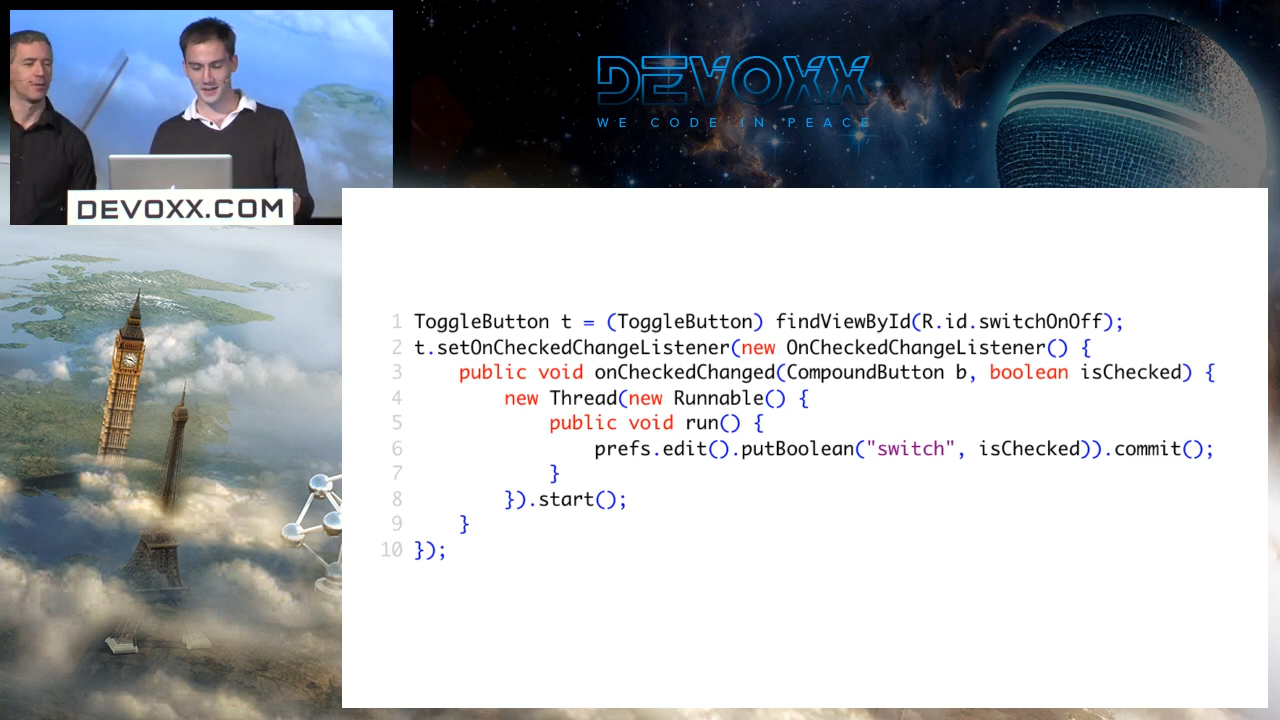 DEVOXX
WE CODE IN PEACE
DEVOXX.COM
1 ToggleButton t = (ToggleButton) findViewById(R.id.switchOnOff);
2 t.setOnCheckedChangeListener(new OnCheckedChangeListener() {
3     public void onCheckedChanged(CompoundButton b, boolean isChecked) {
4         new Thread(new Runnable() {
5             public void run() {
6                 prefs.edit().putBoolean("switch", isChecked)).commit();
7             }
8         }).start();
9     }
10 });